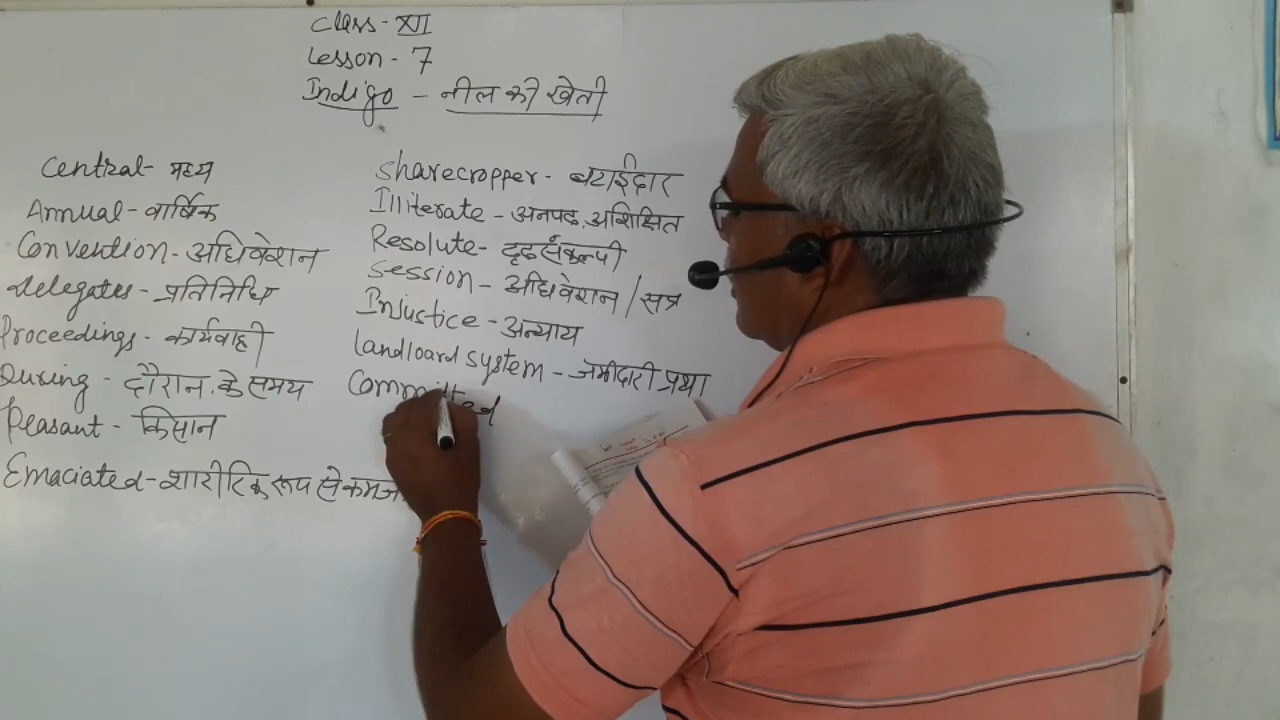 Class - XII
Lesson - 7
Indigo - नील की खेती
Central - मध्य
Annual - वार्षिक
Convention - अधिवेशन
delegates - प्रतिनिधि
Proceedings - कार्यवाही
During - दौरान, के समय
Peasant - किसान
Emaciated - शारीरिक रूप से
Sharecropper - बटाईदार
Illiterate - अनपढ़, अशिक्षित
Resolute - दृढ़ संकल्पी
Session - अधिवेशन / सत्र
Injustice - अन्याय
landloard system - जमींदारी प्रथा
Committed